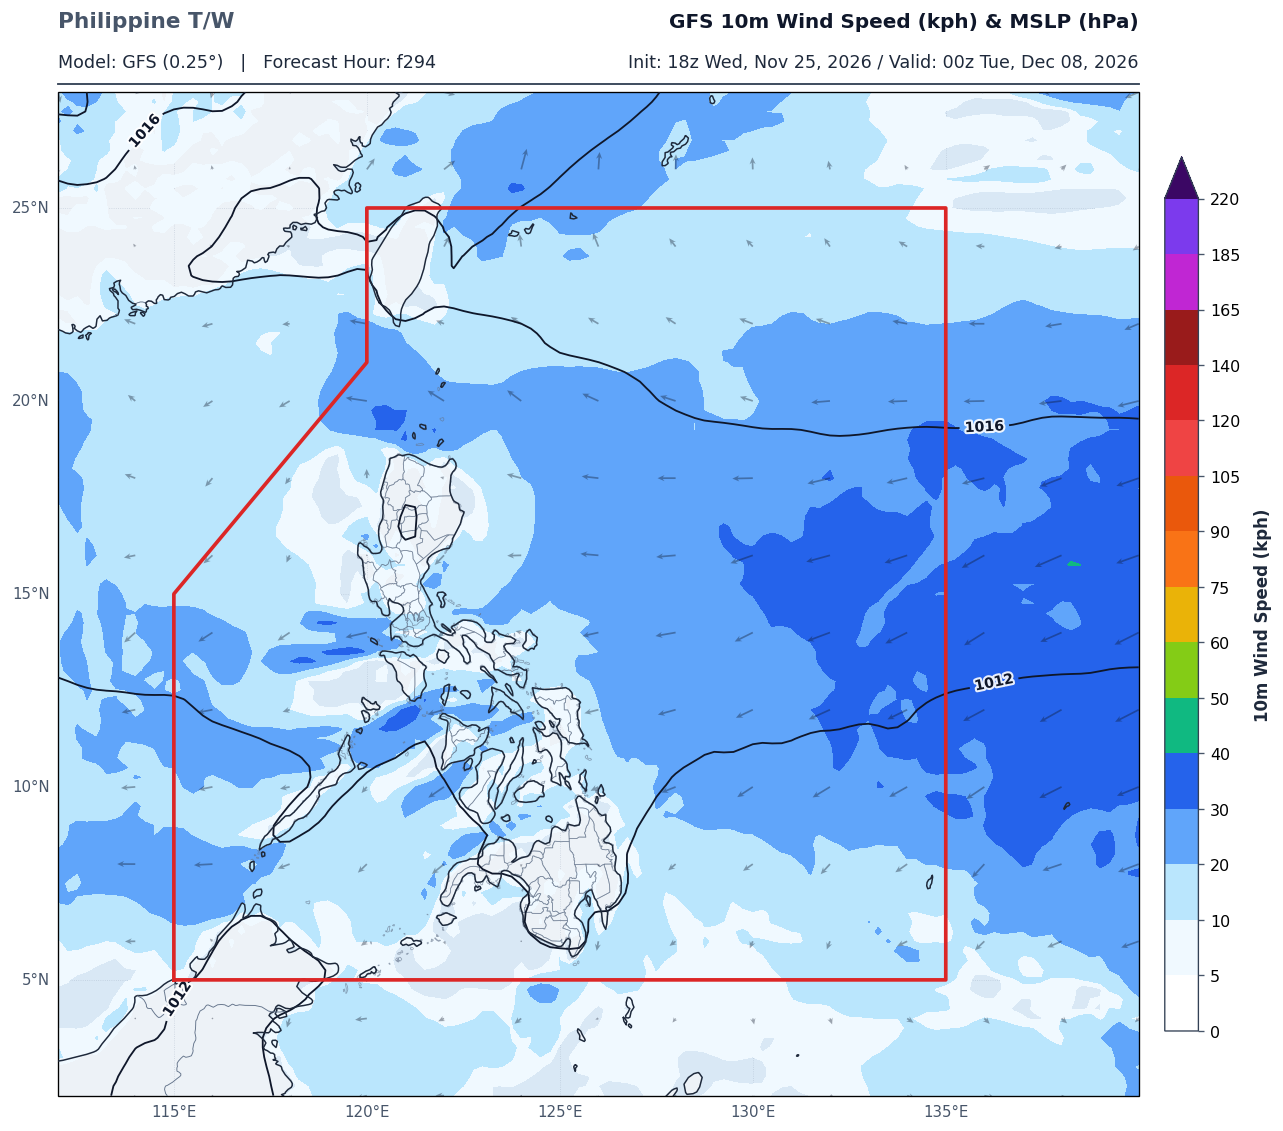 Philippine T/W
GFS 10m Wind Speed (kph) & MSLP (hPa)
Model: GFS (0.25°) | Forecast Hour: f294
Init: 18z Wed, Nov 25, 2026 / Valid: 00z Tue, Dec 08, 2026
1016
1016
1012
1012
25°N
20°N
15°N
10°N
5°N
115°E
120°E
125°E
130°E
135°E
220
185
165
140
120
105
90
75
60
50
40
30
20
10
5
0
10m Wind Speed (kph)